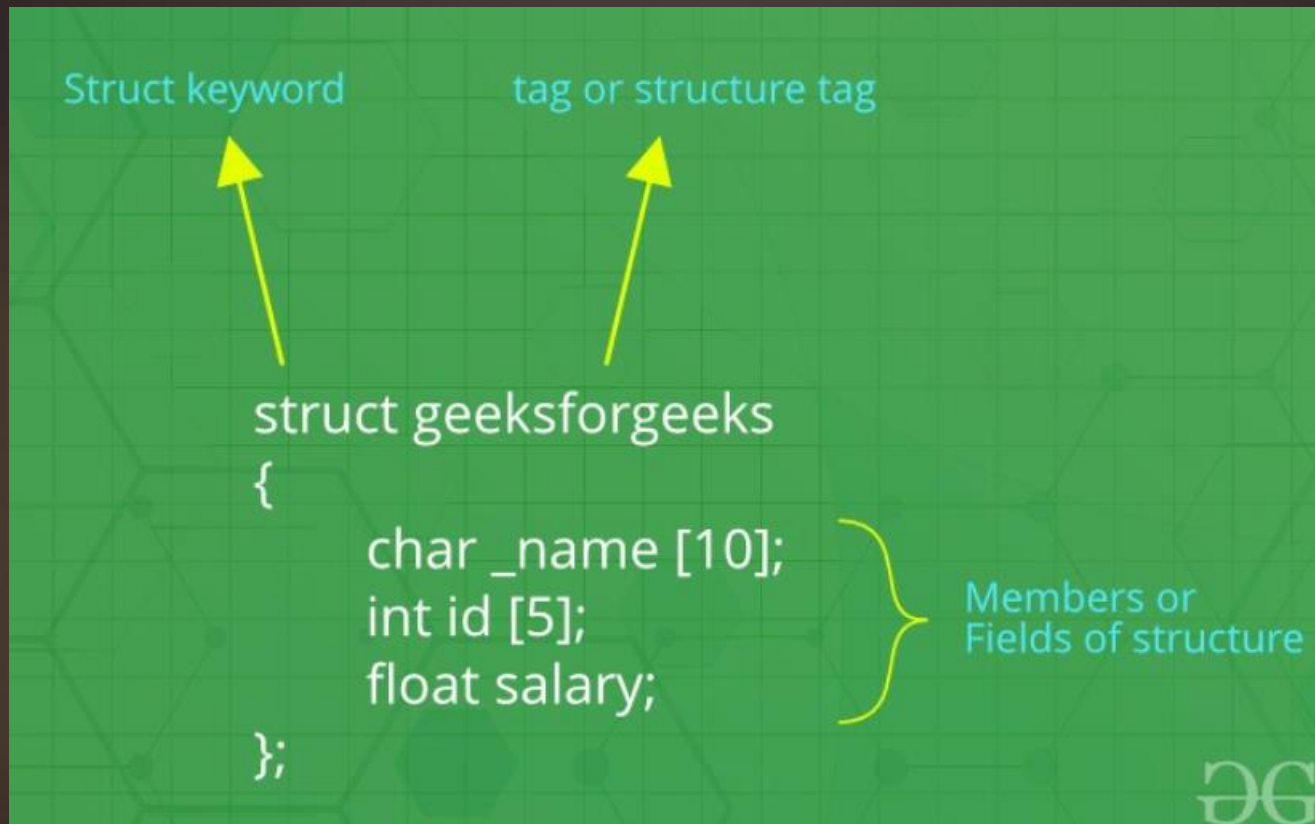 Struct keyword
tag or structure tag
struct geeksforgeeks
{
char _name [10];
int id [5];
float salary;
};
Members or
Fields of structure